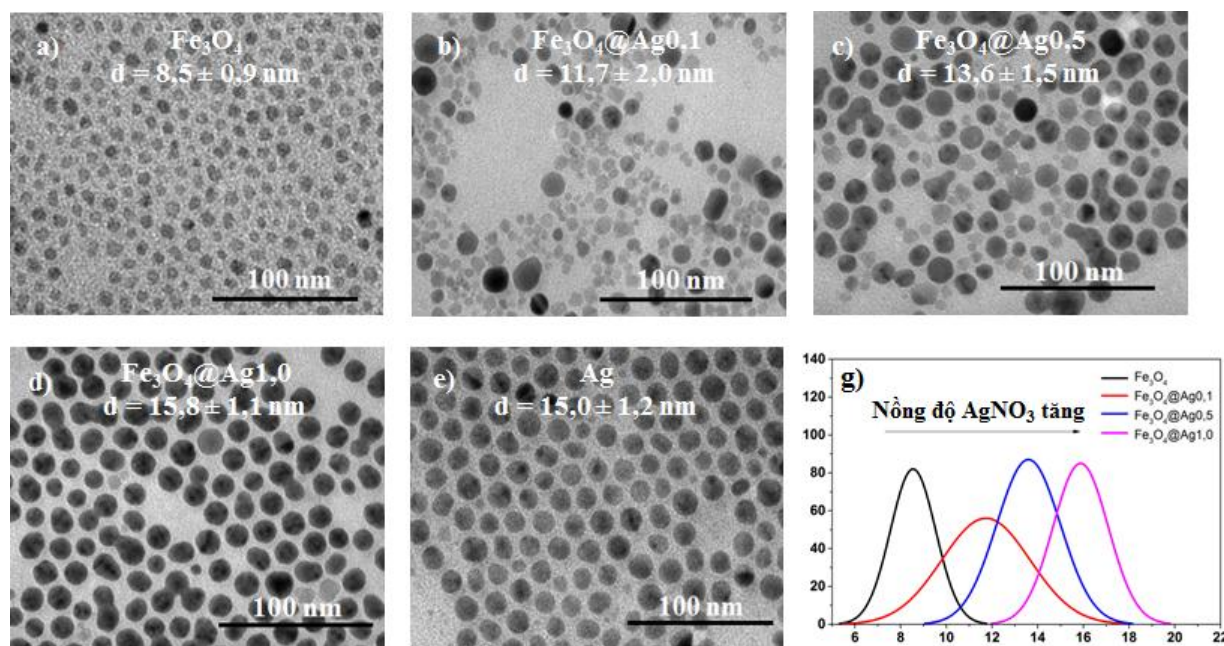 a)
Fe₃O₄
d = 8,5 ± 0,9 nm
100 nm
b)
Fe₃O₄@Ag0,1
d = 11,7 ± 2,0 nm
100 nm
c)
Fe₃O₄@Ag0,5
d = 13,6 ± 1,5 nm
100 nm
d)
Fe₃O₄@Ag1,0
d = 15,8 ± 1,1 nm
100 nm
e)
Ag
d = 15,0 ± 1,2 nm
100 nm
g)
Fe₃O₄
Fe₃O₄@Ag0,1
Fe₃O₄@Ag0,5
Fe₃O₄@Ag1,0
Nồng độ AgNO₃ tăng
140
120
100
80
60
40
20
0
6 8 10 12 14 16 18 20 22